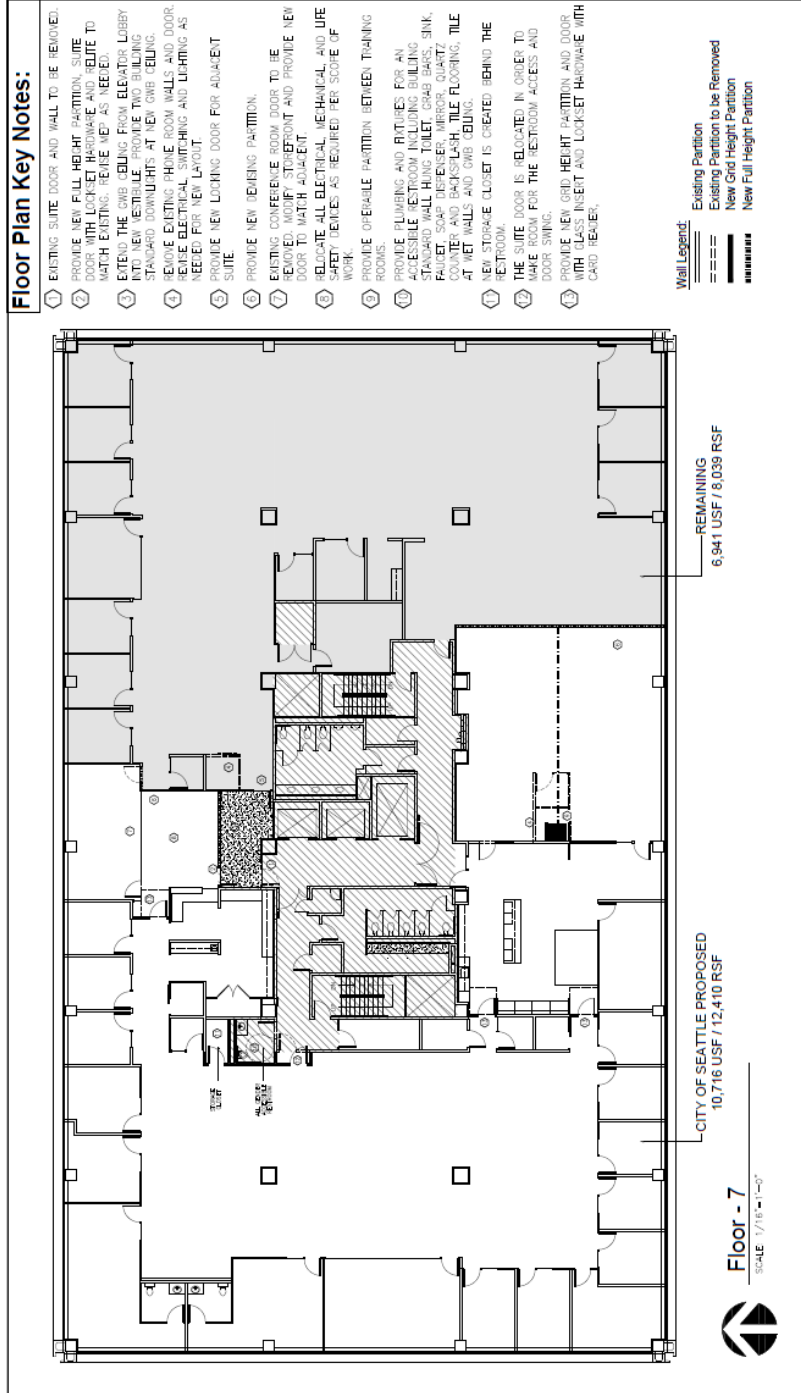 Floor Plan Key Notes:
1 EXISTING SUITE DOOR AND WALL TO BE REMOVED.
2 PROVIDE NEW FULL HEIGHT PARTITION, SUITE
DOOR WITH LOCKSET HARDWARE AND RELITE TO
MATCH EXISTING. REVISE MEP AS NEEDED.
3 EXTEND THE GWB CEILING FROM ELEVATOR LOBBY
INTO NEW VESTIBULE. PROVIDE TWO BUILDING
STANDARD DOWNLIGHTS AT NEW GWB CEILING.
4 REMOVE EXISTING PHONE ROOM WALLS AND DOOR.
REVISE ELECTRICAL, SWITCHING AND LIGHTING AS
NEEDED FOR NEW LAYOUT.
5 PROVIDE NEW LOCKING DOOR FOR ADJACENT
SUITE.
6 PROVIDE NEW DEMISING PARTITION.
7 EXISTING CONFERENCE ROOM DOOR TO BE
REMOVED. MODIFY STOREFRONT AND PROVIDE NEW
DOOR TO MATCH ADJACENT.
8 RELOCATE ALL ELECTRICAL, MECHANICAL, AND LIFE
SAFETY DEVICES AS REQUIRED PER SCOPE OF
WORK.
9 PROVIDE OPERABLE PARTITION BETWEEN TRAINING
ROOMS.
10 PROVIDE PLUMBING AND FIXTURES FOR AN
ACCESSIBLE RESTROOM INCLUDING BUILDING
STANDARD WALL HUNG TOILET, GRAB BARS, SINK,
FAUCET, SOAP DISPENSER, MIRROR, QUARTZ
COUNTER AND BACKSPLASH, TILE FLOORING, TILE
AT WET WALLS AND GWB CEILING.
11 NEW STORAGE CLOSET IS CREATED BEHIND THE
RESTROOM.
12 THE SUITE DOOR IS RELOCATED IN ORDER TO
MAKE ROOM FOR THE RESTROOM ACCESS AND
DOOR SWING.
13 PROVIDE NEW GRID HEIGHT PARTITION AND DOOR
WITH GLASS INSERT AND LOCKSET HARDWARE WITH
CARD READER.
Wall Legend:
Existing Partition
Existing Partition to be Removed
New Grid Height Partition
New Full Height Partition
STORAGE
CLOSET
ALL GENDER
ACCESSIBLE
RESTROOM
REMAINING
6,941 USF / 8,039 RSF
CITY OF SEATTLE PROPOSED
10,716 USF / 12,410 RSF
Floor - 7
SCALE 1/16"=1'-0"